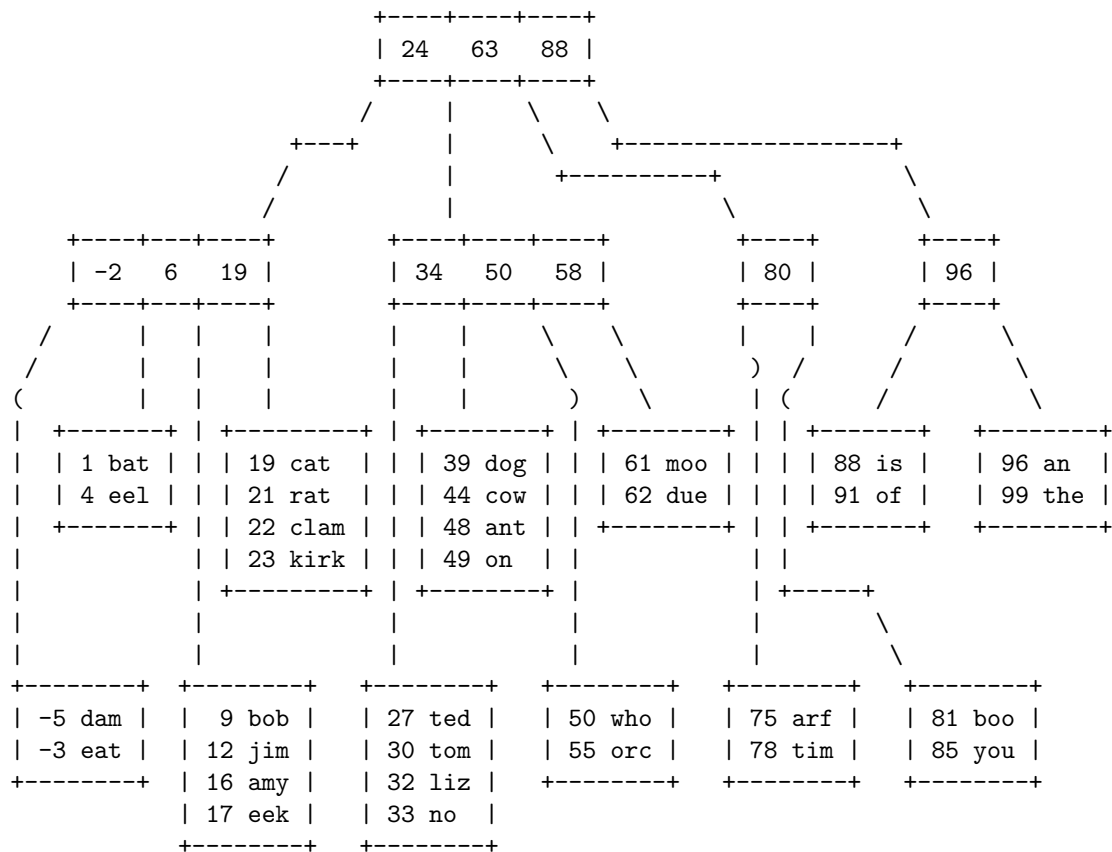 24 63 88
-2 6 19 34 50 58 80 96
1 bat 19 cat 39 dog 61 moo 88 is 96 an
4 eel 21 rat 44 cow 62 due 91 of 99 the
22 clam 48 ant
23 kirk 49 on
-5 dam 9 bob 27 ted 50 who 75 arf 81 boo
-3 eat 12 jim 30 tom 55 orc 78 tim 85 you
16 amy 32 liz
17 eek 33 no